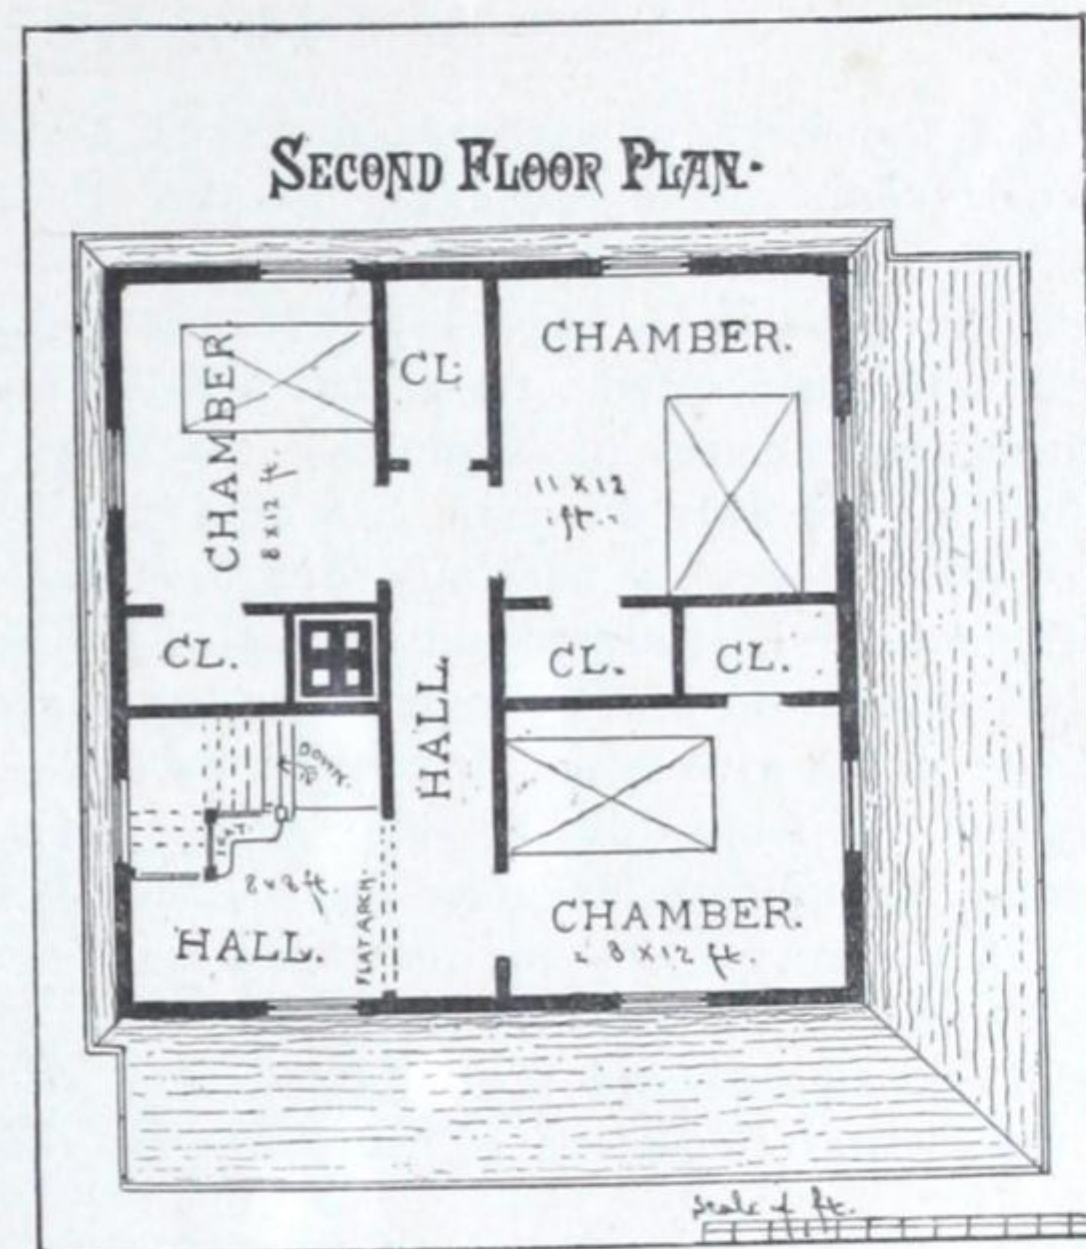 SECOND FLOOR PLAN.
CHAMBER.
8 X 12 ft.
CL.
CHAMBER.
11 X 12
ft.
CL.
CL.
CL.
HALL.
DOWN.
8 x 8 ft.
HALL.
FLAT ARCH.
CHAMBER.
8 X 12 ft.
Scale of ft.